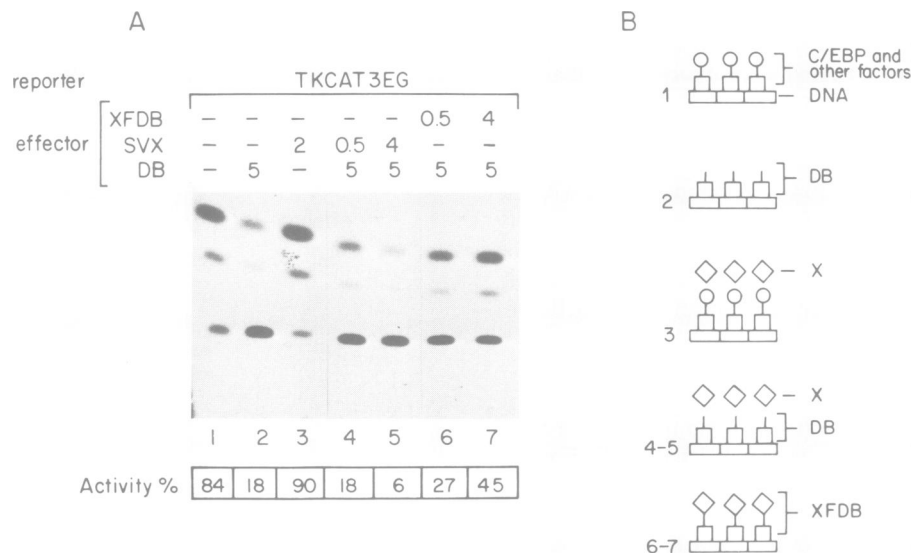 A
reporter TKCAT3EG
XFDB – – – – – 0.5 4
effector SVX – – 2 0.5 4 – –
DB – 5 – 5 5 5 5
1 2 3 4 5 6 7
Activity % 84 18 90 18 6 27 45
B
C/EBP and
other factors
1 DNA
2 DB
X
3
X
DB
4-5
XFDB
6-7